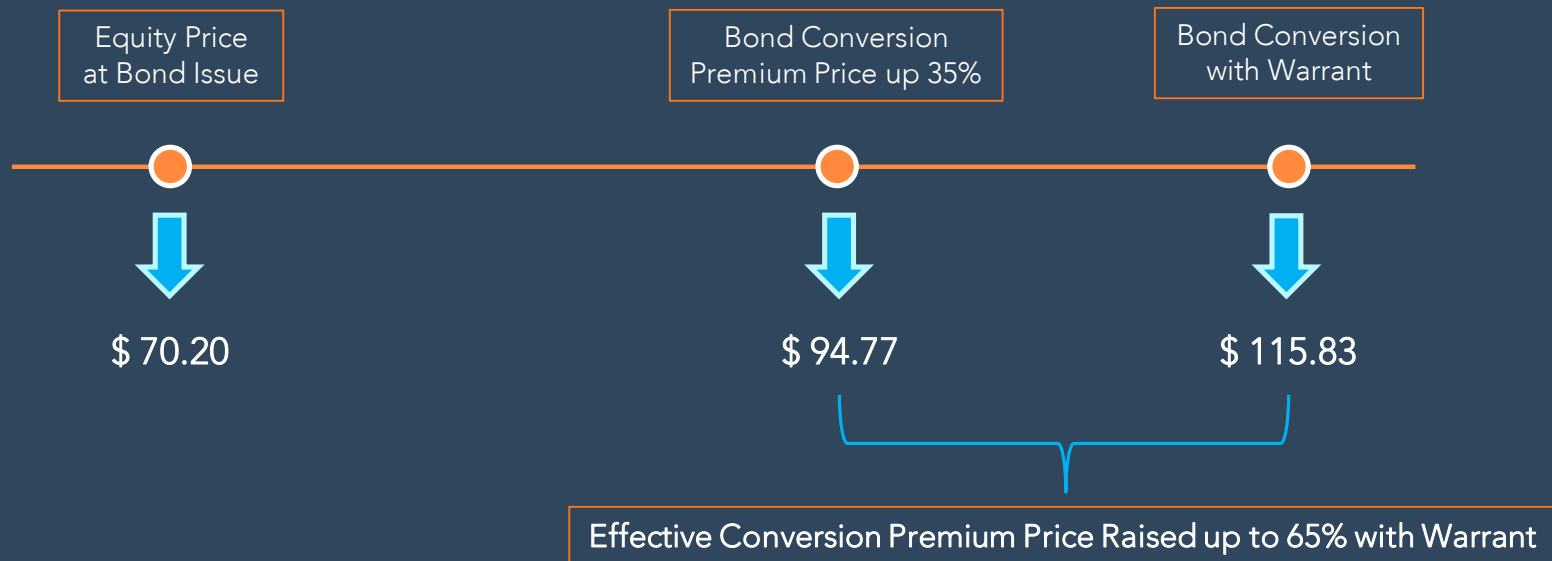 Equity Price
at Bond Issue
Bond Conversion
Premium Price up 35%
Bond Conversion
with Warrant
$ 70.20
$ 94.77
$ 115.83
Effective Conversion Premium Price Raised up to 65% with Warrant